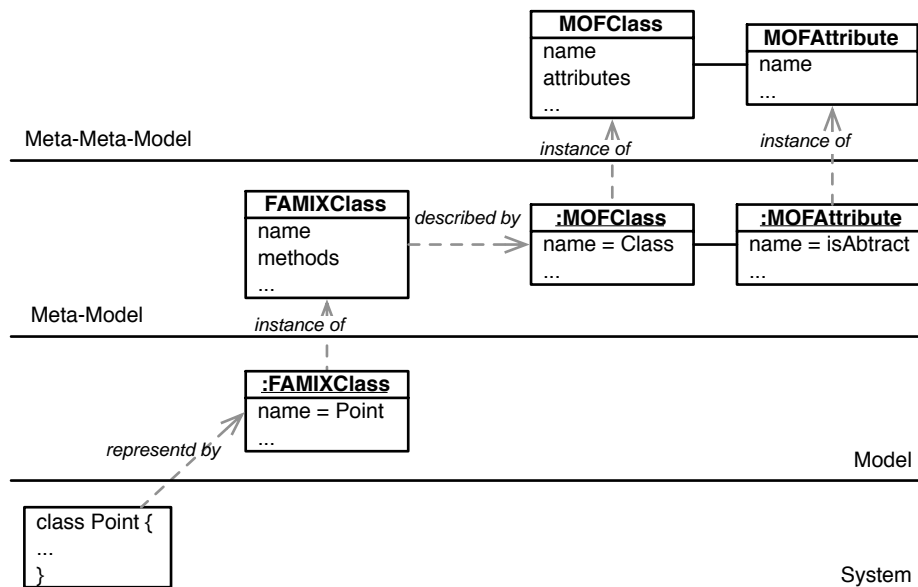 MOFClass
name
attributes
...
MOFAttribute
name
...
Meta-Meta-Model
instance of
instance of
FAMIXClass
name
methods
...
described by
:MOFClass
name = Class
...
:MOFAttribute
name = isAbtract
...
Meta-Model
instance of
:FAMIXClass
name = Point
...
representd by
Model
class Point {
...
}
System